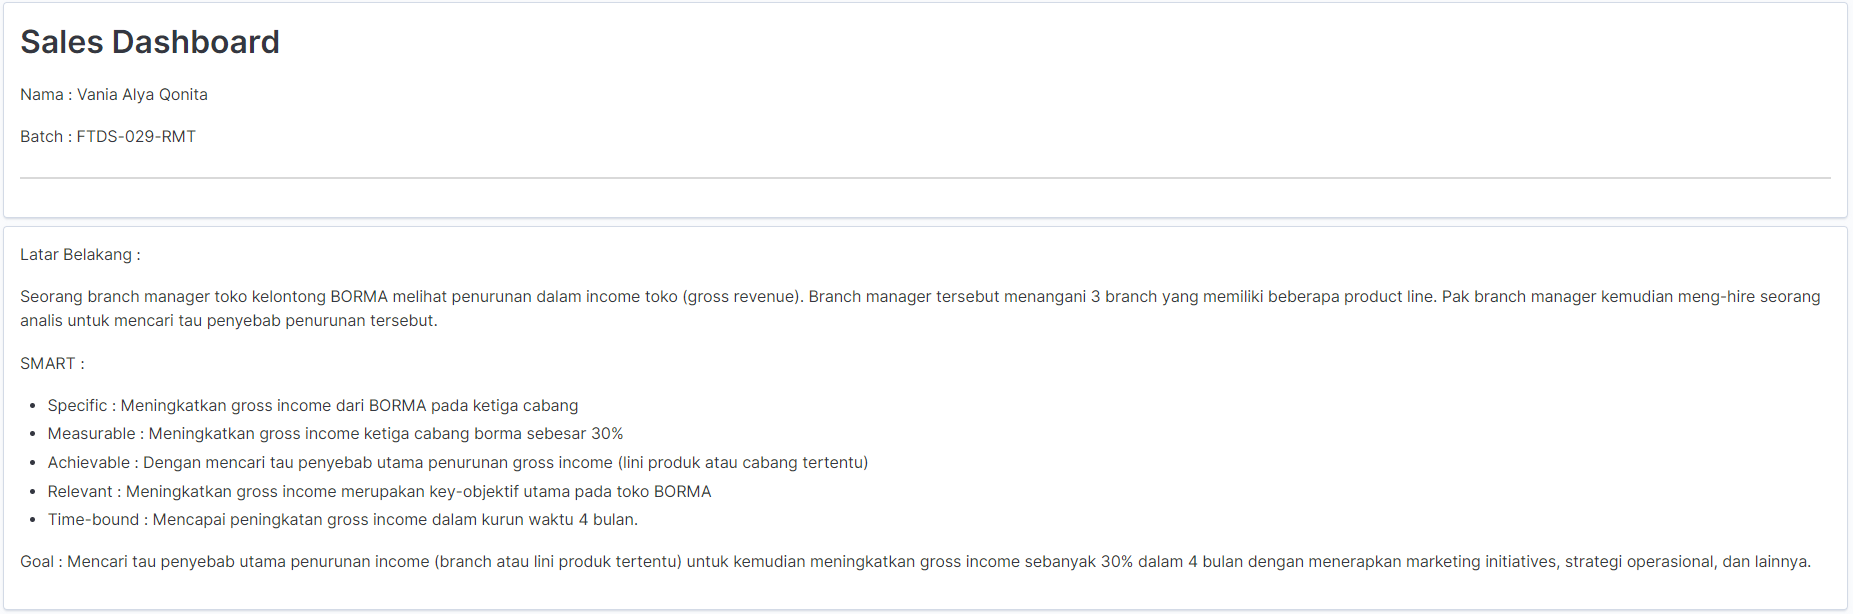 Sales Dashboard
Nama : Vania Alya Qonita
Batch : FTDS-029-RMT
Latar Belakang :
Seorang branch manager toko kelontong BORMA melihat penurunan dalam income toko (gross revenue). Branch manager tersebut menangani 3 branch yang memiliki beberapa product line. Pak branch manager kemudian meng-hire seorang
analis untuk mencari tau penyebab penurunan tersebut.
SMART :
• Specific : Meningkatkan gross income dari BORMA pada ketiga cabang
• Measurable : Meningkatkan gross income ketiga cabang borma sebesar 30%
• Achievable : Dengan mencari tau penyebab utama penurunan gross income (lini produk atau cabang tertentu)
• Relevant : Meningkatkan gross income merupakan key-objektif utama pada toko BORMA
• Time-bound : Mencapai peningkatan gross income dalam kurun waktu 4 bulan.
Goal : Mencari tau penyebab utama penurunan income (branch atau lini produk tertentu) untuk kemudian meningkatkan gross income sebanyak 30% dalam 4 bulan dengan menerapkan marketing initiatives, strategi operasional, dan lainnya.